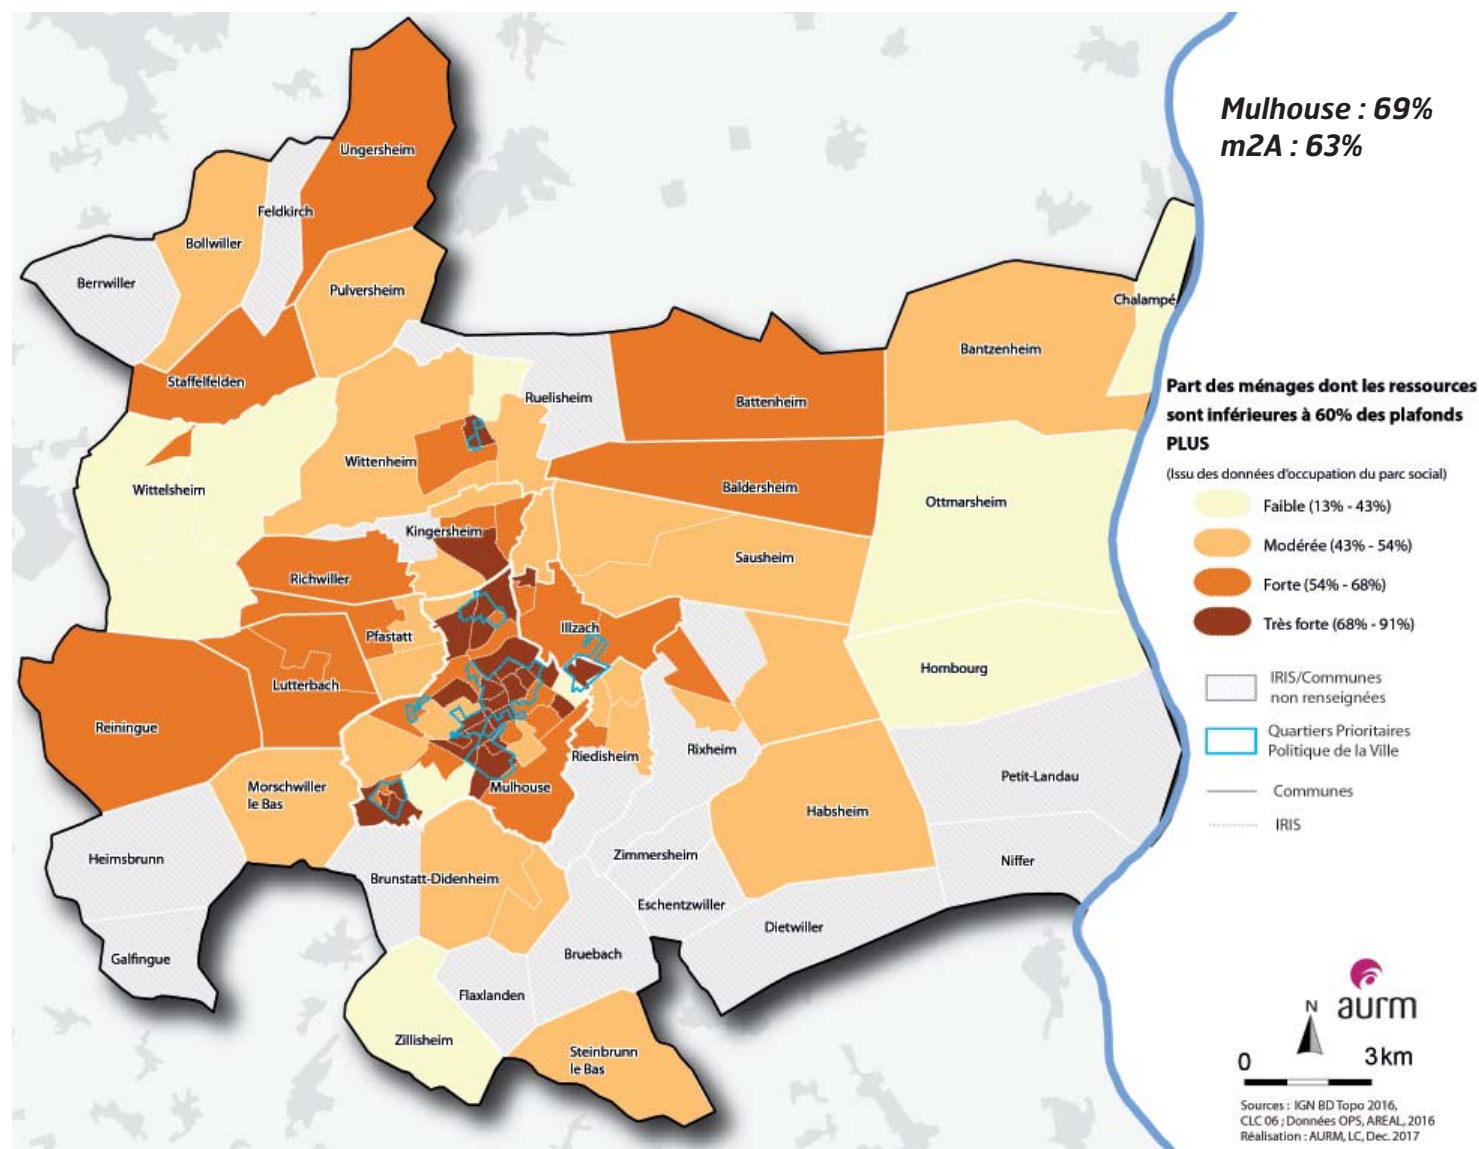 Mulhouse : 69%
m2A : 63%
Ungersheim
Feldkirch
Bollwiller
Berrwiller
Pulversheim
Chalampé
Bantzenheim
Staffelfelden
Ruelisheim
Battenheim
Wittenheim
Wittelsheim
Baldersheim
Ottmarsheim
Kingersheim
Sausheim
Richwiller
Illzach
Pfastatt
Hombourg
Lutterbach
Reiningue
Rixheim
Riedisheim
Petit-Landau
Morschwiller
le Bas
Mulhouse
Habsheim
Zimmersheim
Niffer
Heimsbrunn
Brunstatt-Didenheim
Eschentzwiller
Dietwiller
Galfingue
Bruebach
Flaxlanden
Zillisheim
Steinbrunn
le Bas
Part des ménages dont les ressources
sont inférieures à 60% des plafonds
PLUS
(Issu des données d'occupation du parc social)
Faible (13% - 43%)
Modérée (43% - 54%)
Forte (54% - 68%)
Très forte (68% - 91%)
IRIS/Communes
non renseignées
Quartiers Prioritaires
Politique de la Ville
Communes
IRIS
N
aurm
0 3 km
Sources : IGN BD Topo 2016,
CLC 06 ; Données OPS, AREAL, 2016
Réalisation : AURM, LC, Dec. 2017